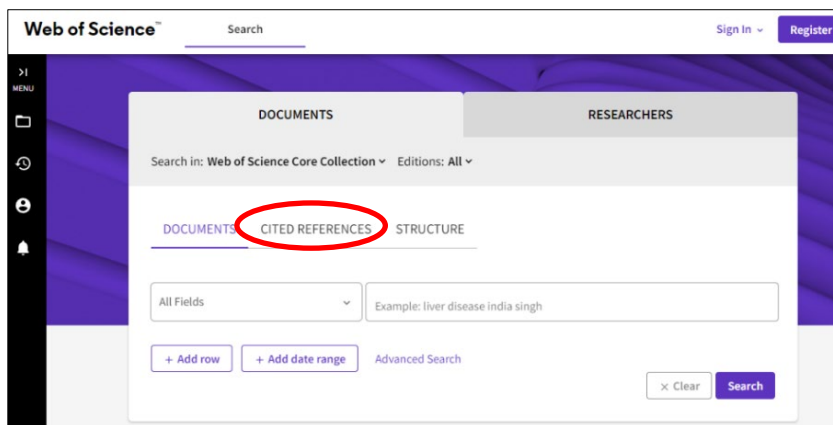 Web of Science™ Search Sign In Register
MENU
DOCUMENTS RESEARCHERS
Search in: Web of Science Core Collection Editions: All
DOCUMENTS CITED REFERENCES STRUCTURE
All Fields Example: liver disease india singh
+ Add row + Add date range Advanced Search
× Clear Search